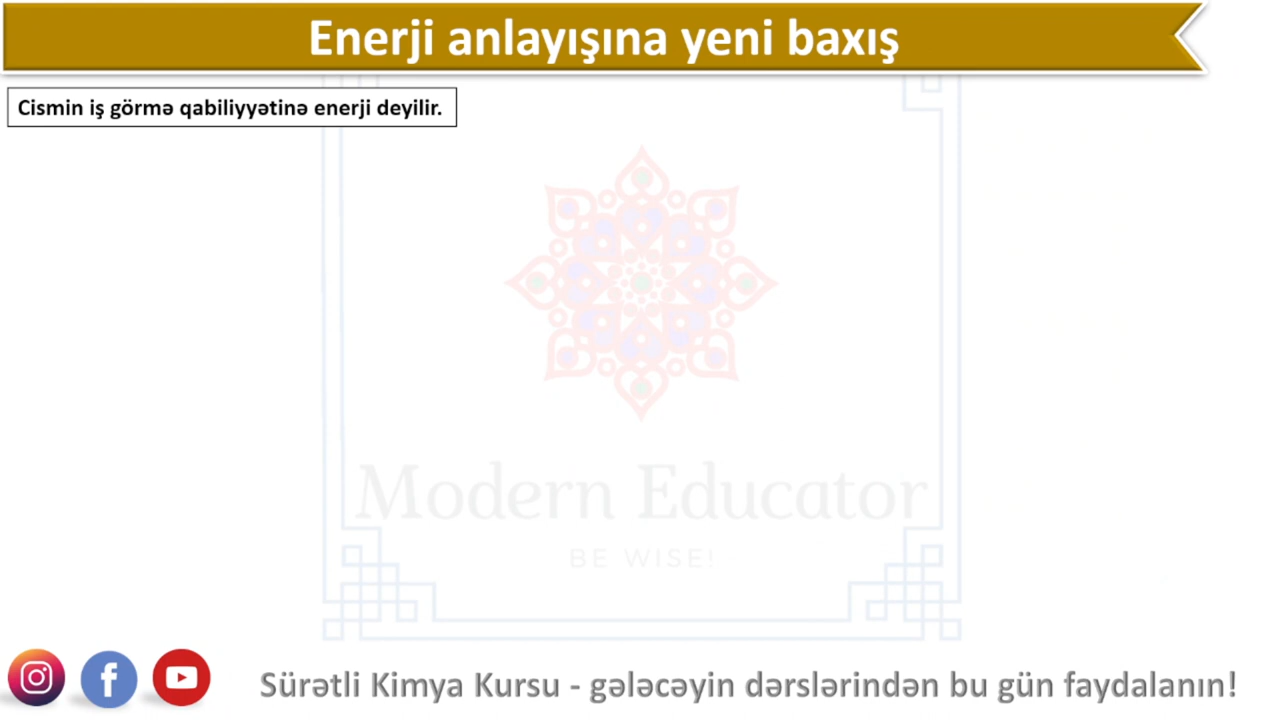 Enerji anlayışına yeni baxış
Cismin iş görmə qabiliyyətinə enerji deyilir.
Modern Educator
BE WISE!
Sürətli Kimya Kursu - gələcəyin dərslərindən bu gün faydalanın!